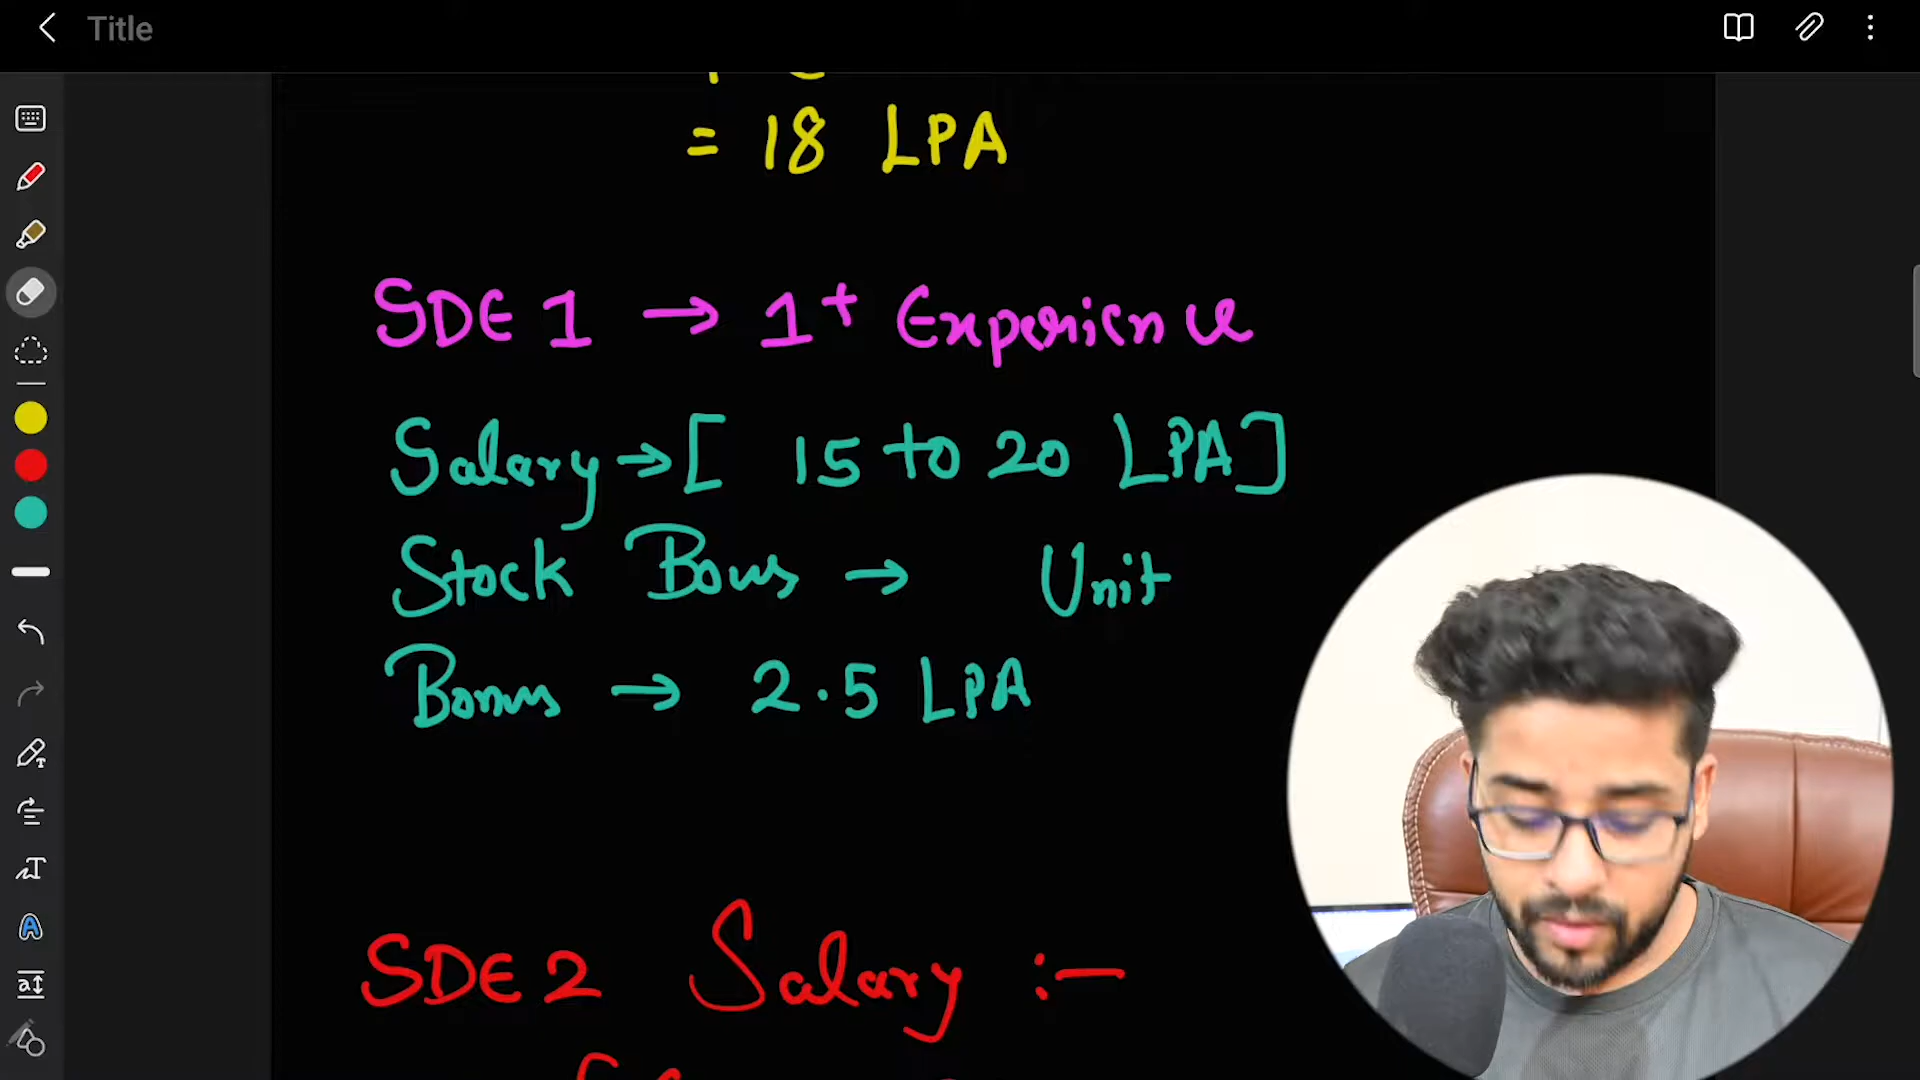 Title
= 18 LPA
SDE 1 → 1+ Experience
Salary → [ 15 to 20 LPA ]
Stock Bous → Unit
Bonus → 2.5 LPA
SDE 2 Salary :-